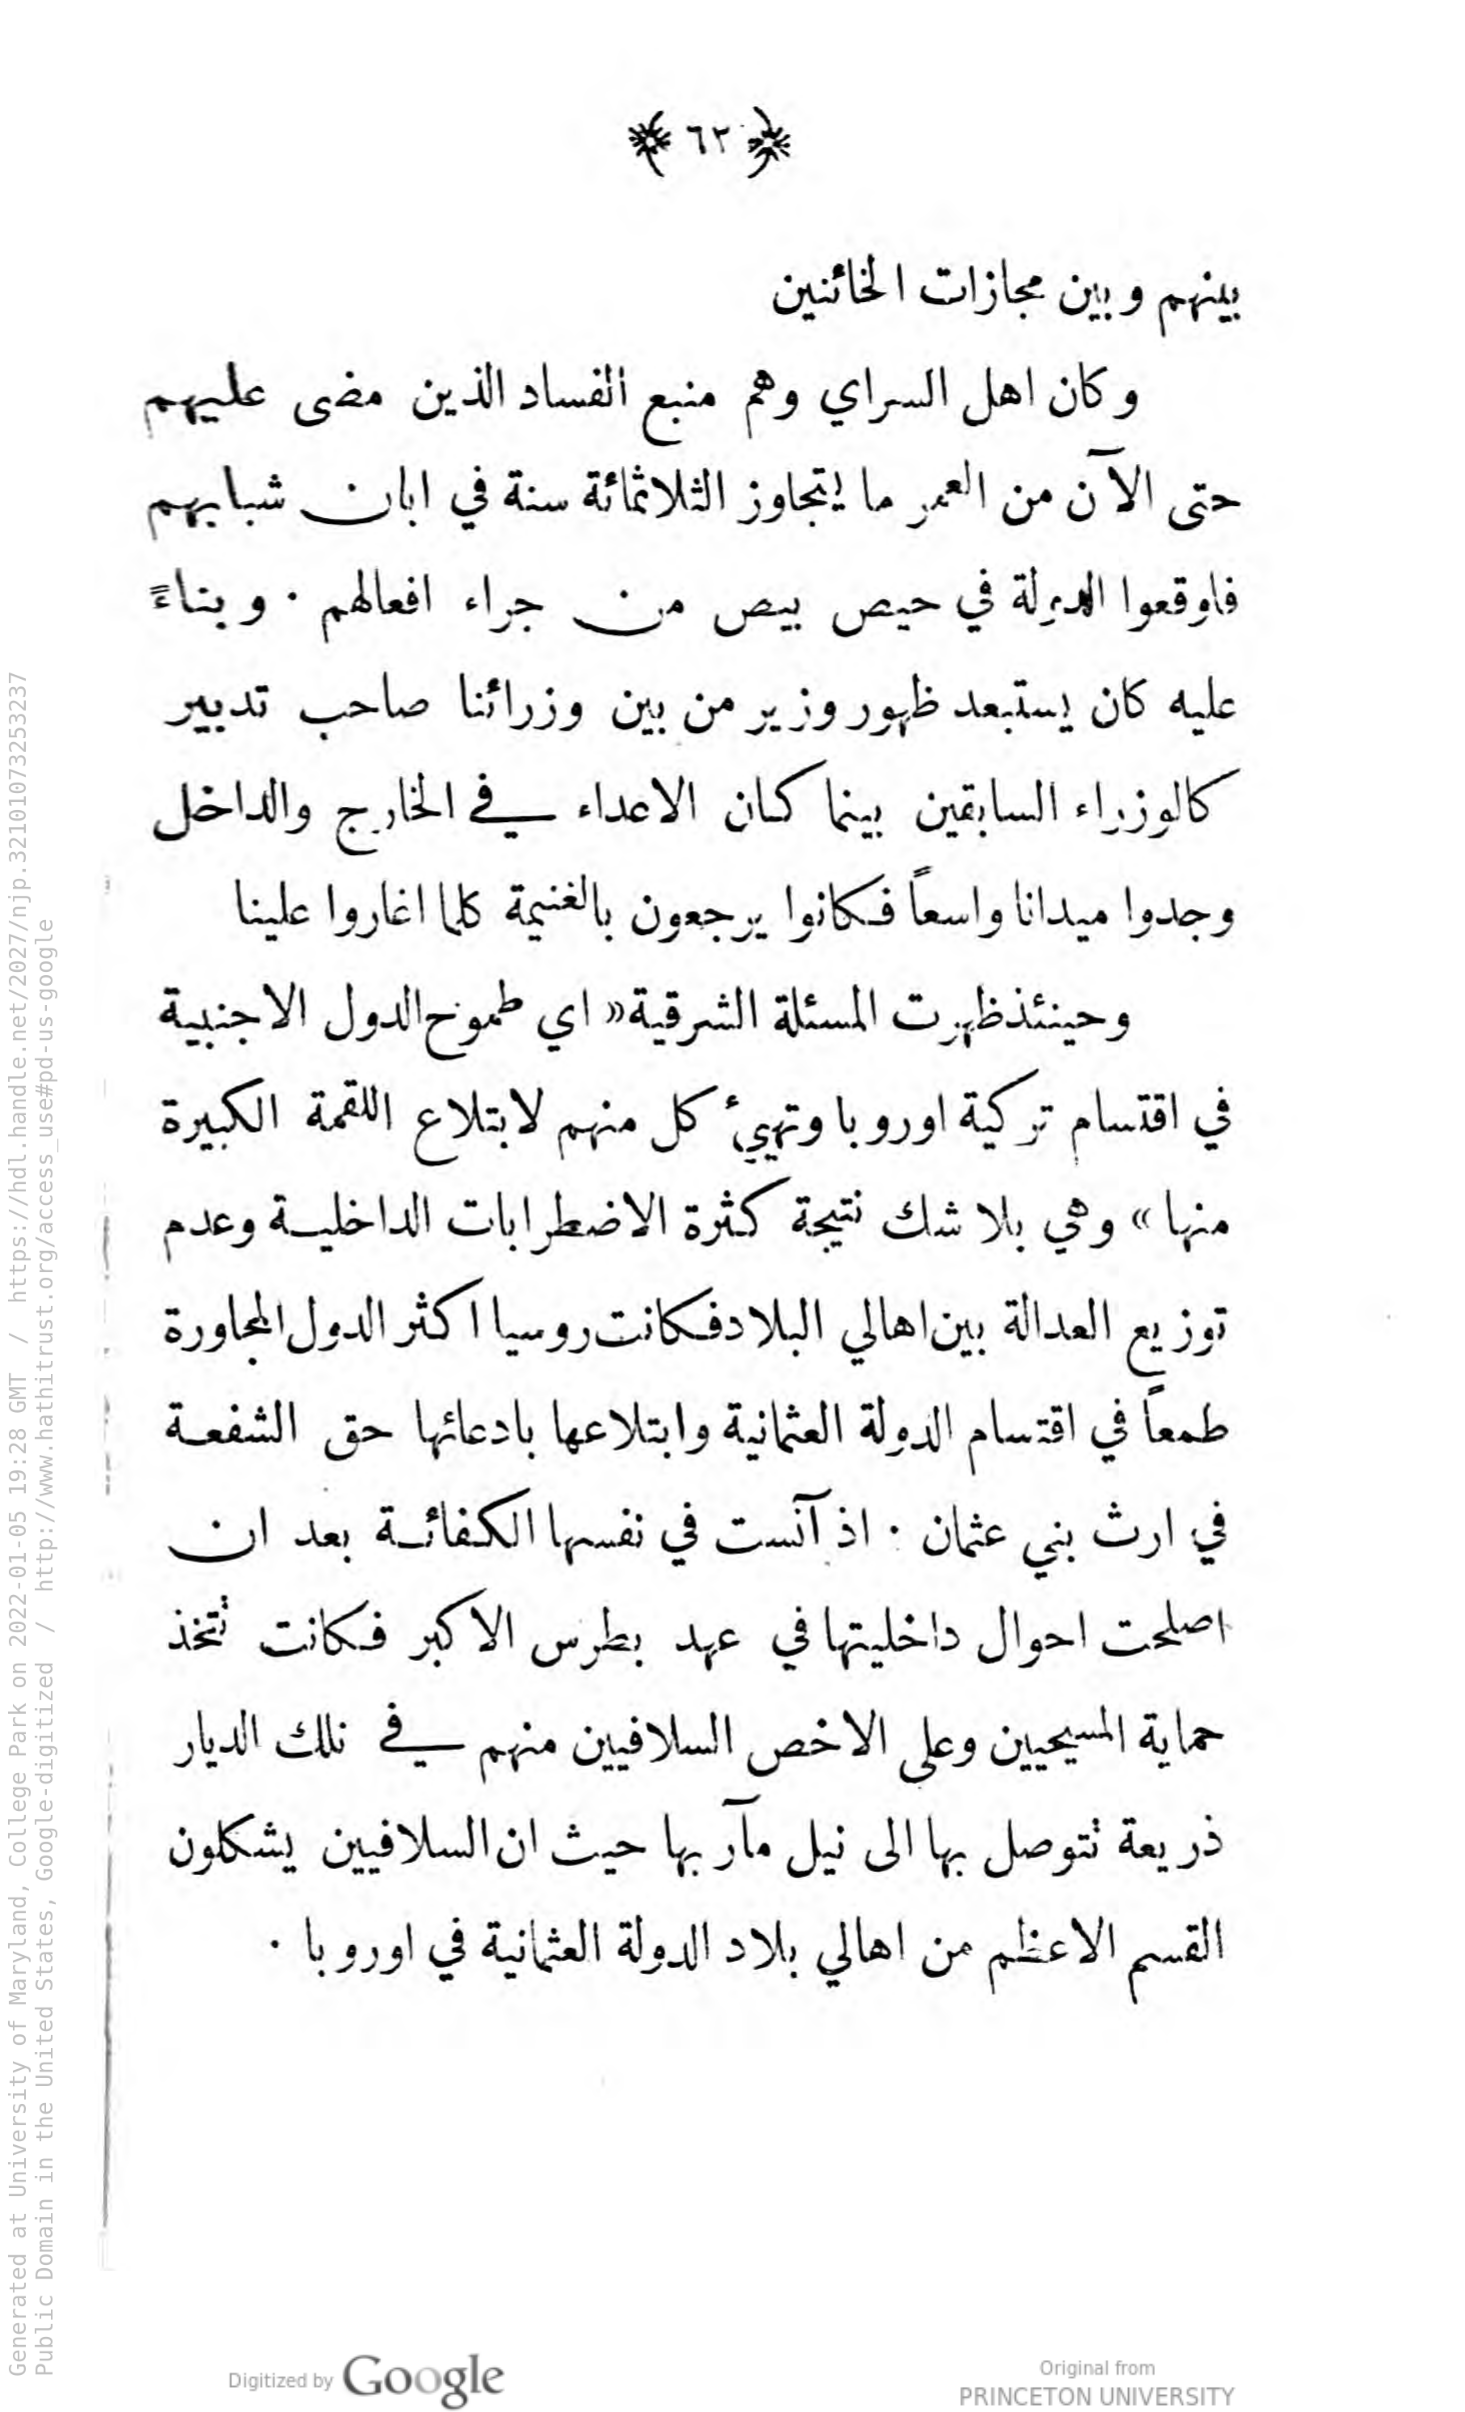 ﴿ ٦٢ ﴾
بينهم وبين مجازات الخائنين
وكان اهل السراي وهم منبع الفساد الذين مضى عليهم
حتى الآن من العمر ما يتجاوز الثلاثمائة سنة في ابان شبابهم
فاوقعوا الدولة في حيص بيص من جراء افعالهم · وبناءً
عليه كان يستبعد ظهور وزير من بين وزرائنا صاحب تدبير
كالوزراء السابقين بينما كان الاعداء في الخارج والداخل
وجدوا ميدانا واسعاً فكانوا يرجعون بالغنيمة كلما اغاروا علينا
وحينئذ ظهرت المسئلة الشرقية « اي طموح الدول الاجنبية
في اقتسام تركية اوروبا وتهيئ كل منهم لابتلاع اللقمة الكبيرة
منها » وهي بلا شك نتيجة كثرة الاضطرابات الداخلية وعدم
توزيع العدالة بين اهالي البلاد فكانت روسيا اكثر الدول المجاورة
طمعاً في اقتسام الدولة العثمانية وابتلاعها بادعائها حق الشفعة
في ارث بني عثمان · اذ آنست في نفسها الكفائة بعد ان
اصلحت احوال داخليتها في عهد بطرس الاكبر فكانت تتخذ
حماية المسيحيين وعلى الاخص السلافيين منهم في تلك الديار
ذريعة تتوصل بها الى نيل مآربها حيث ان السلافيين يشكلون
القسم الاعظم من اهالي بلاد الدولة العثمانية في اوروبا ·
Generated at University of Maryland, College Park on 2022-01-05 19:28 GMT / https://hdl.handle.net/2027/njp.32101073253237
Public Domain in the United States, Google-digitized / http://www.hathitrust.org/access_use#pd-us-google
Digitized by Google
Original from
PRINCETON UNIVERSITY